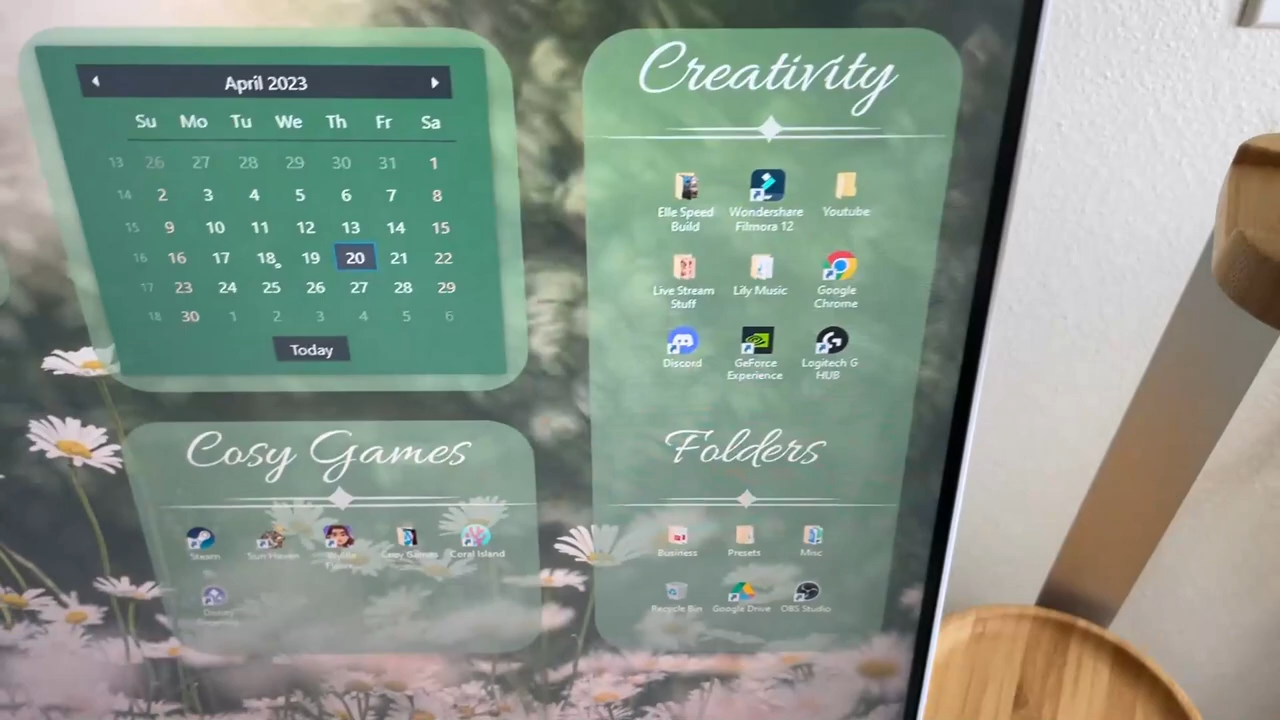 April 2023
Su Mo Tu We Th Fr Sa
13 26 27 28 29 30 31 1
14 2 3 4 5 6 7 8
15 9 10 11 12 13 14 15
16 16 17 18 19 20 21 22
17 23 24 25 26 27 28 29
18 30 1 2 3 4 5 6
Today
Creativity
Elle Speed Build
Wondershare Filmora 12
Youtube
Live Stream Stuff
Lily Music
Google Chrome
Discord
GeForce Experience
Logitech G HUB
Cosy Games
Steam
Sun Haven
Cosy Games
Coral Island
Folders
Business
Presets
Misc
Recycle Bin
Google Drive
OBS Studio